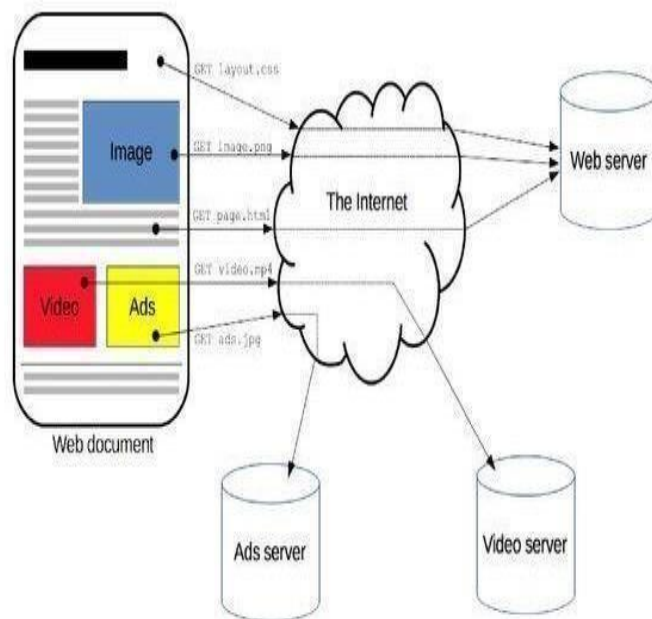 GET layout.css
Image
GET image.png
The Internet
Web server
GET page.html
GET video.mp4
Video
Ads
GET ads.jpg
Web document
Ads server
Video server